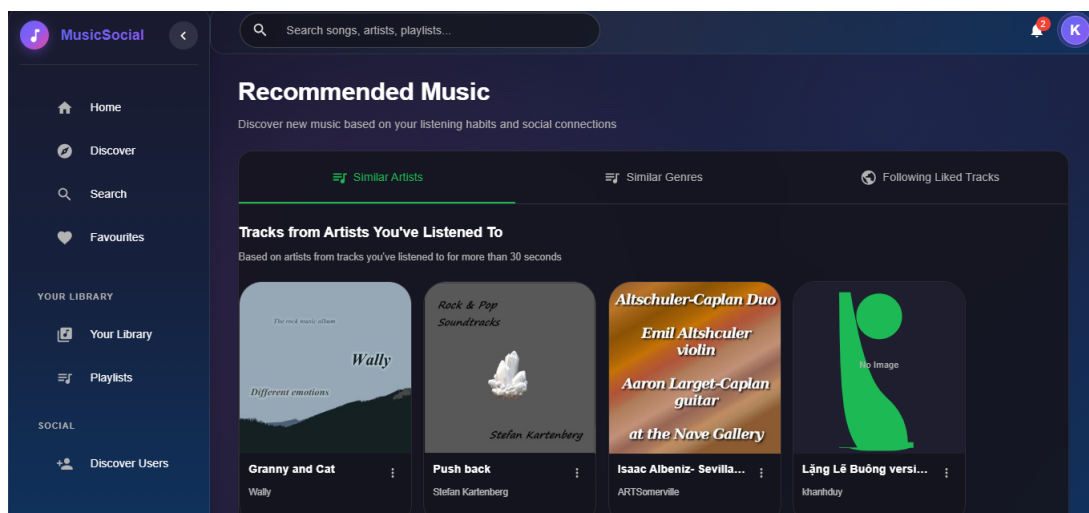 MusicSocial
Search songs, artists, playlists...
2
K
Home
Discover
Search
Favourites
YOUR LIBRARY
Your Library
Playlists
SOCIAL
Discover Users
Recommended Music
Discover new music based on your listening habits and social connections
Similar Artists
Similar Genres
Following Liked Tracks
Tracks from Artists You've Listened To
Based on artists from tracks you've listened to for more than 30 seconds
The rock music album
Wally
Different emotions
Granny and Cat
Wally
Rock & Pop
Soundtracks
Stefan Kartenberg
Push back
Stefan Kartenberg
Altschuler-Caplan Duo
Emil Altshculer
violin
Aaron Larget-Caplan
guitar
at the Nave Gallery
Isaac Albeniz- Sevilla...
ARTSomerville
No Image
Lặng Lẽ Buông versi...
khanhduy